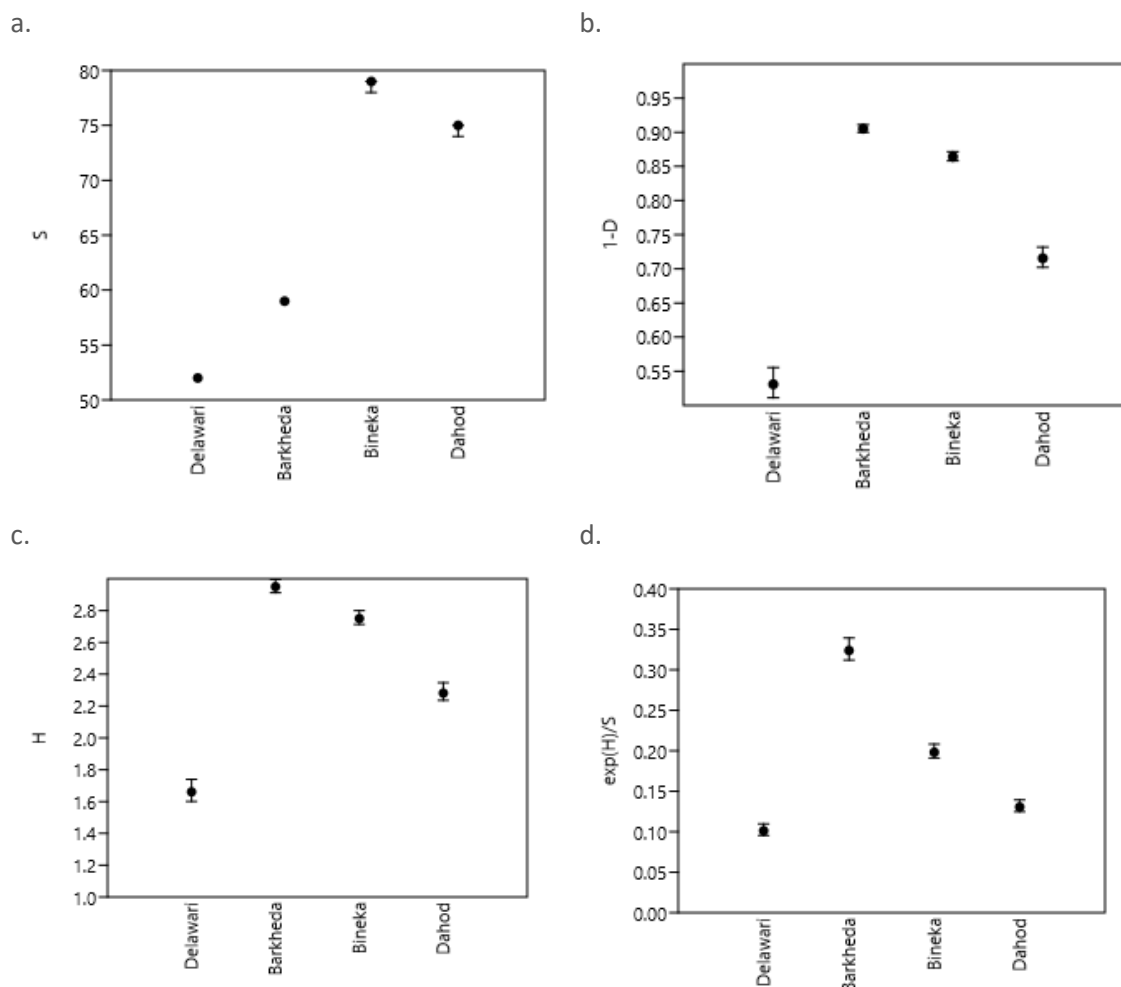 a.
S
80
75
70
65
60
55
50
Delawari
Barkheda
Bineka
Dahod
b.
1-D
0.95
0.90
0.85
0.80
0.75
0.70
0.65
0.60
0.55
Delawari
Barkheda
Bineka
Dahod
c.
H
2.8
2.6
2.4
2.2
2.0
1.8
1.6
1.4
1.2
1.0
Delawari
Barkheda
Bineka
Dahod
d.
exp(H)/S
0.40
0.35
0.30
0.25
0.20
0.15
0.10
0.05
0.00
Delawari
Barkheda
Bineka
Dahod